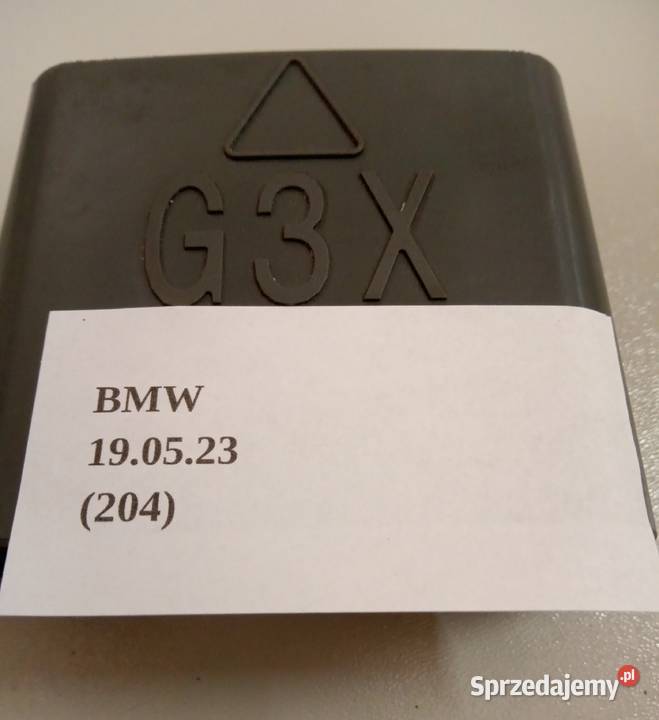 G3X
BMW
19.05.23
(204)
Sprzedajemy.pl